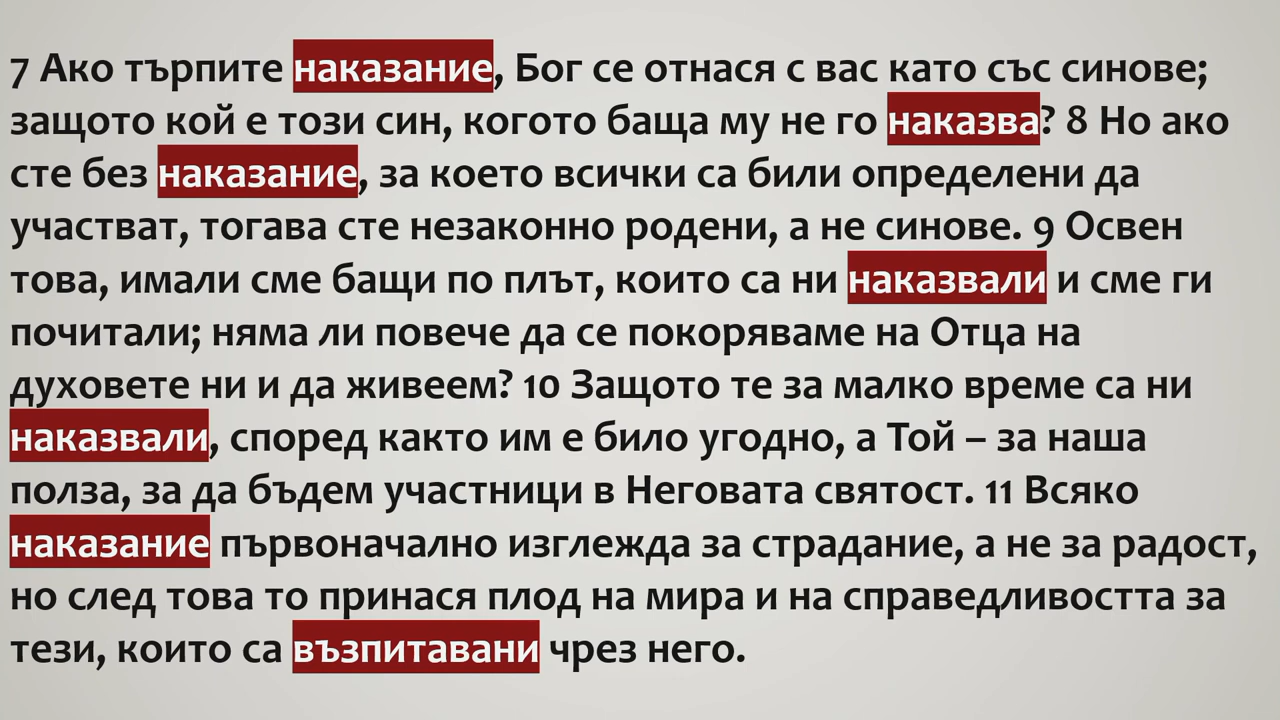 7 Ако търпите наказание, Бог се отнася с вас като със синове;
защото кой е този син, когото баща му не го наказва? 8 Но ако
сте без наказание, за което всички са били определени да
участват, тогава сте незаконно родени, а не синове. 9 Освен
това, имали сме бащи по плът, които са ни наказвали и сме ги
почитали; няма ли повече да се покоряваме на Отца на
духовете ни и да живеем? 10 Защото те за малко време са ни
наказвали, според както им е било угодно, а Той – за наша
полза, за да бъдем участници в Неговата святост. 11 Всяко
наказание първоначално изглежда за страдание, а не за радост,
но след това то принася плод на мира и на справедливостта за
тези, които са възпитавани чрез него.